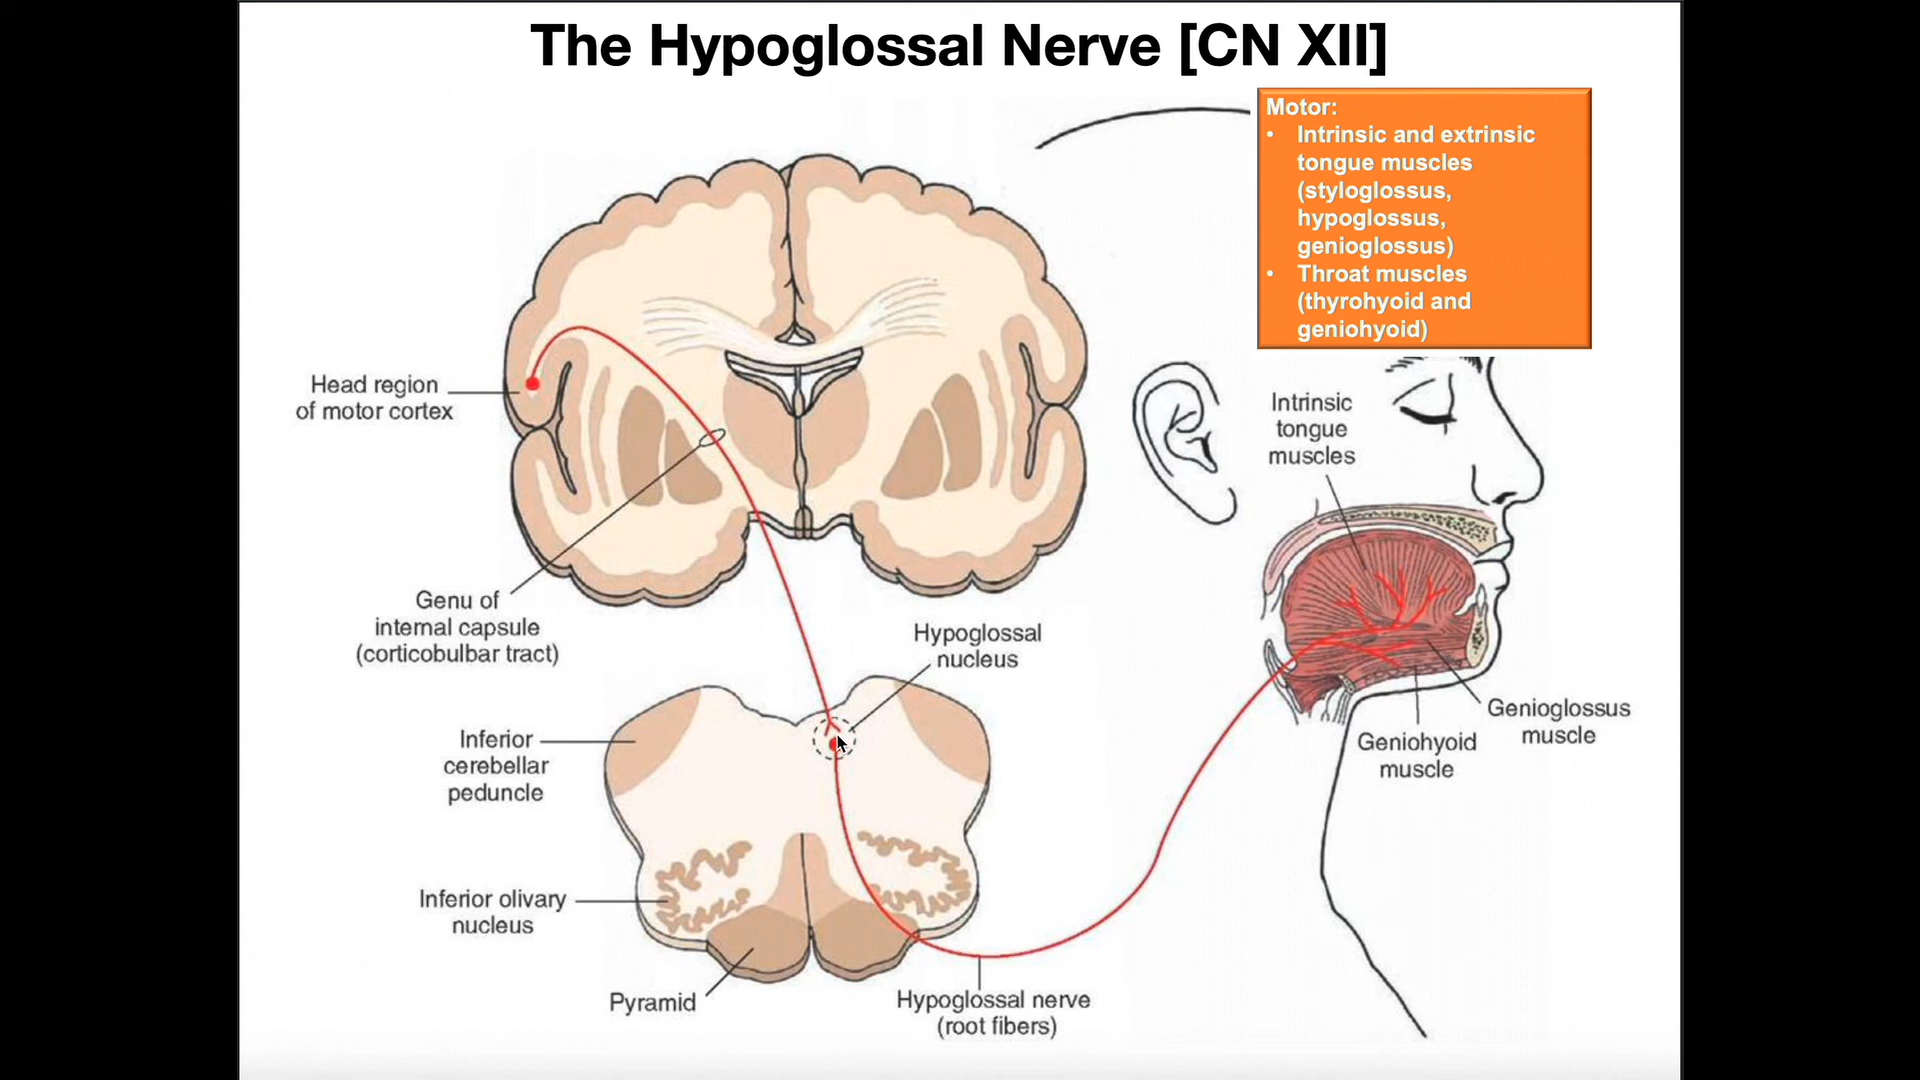 The Hypoglossal Nerve [CN XII]
Motor:
• Intrinsic and extrinsic
tongue muscles
(styloglossus,
hypoglossus,
genioglossus)
• Throat muscles
(thyrohyoid and
geniohyoid)
Head region
of motor cortex
Intrinsic
tongue
muscles
Genu of
internal capsule
(corticobulbar tract)
Hypoglossal
nucleus
Genioglossus
muscle
Geniohyoid
muscle
Inferior
cerebellar
peduncle
Inferior olivary
nucleus
Pyramid
Hypoglossal nerve
(root fibers)